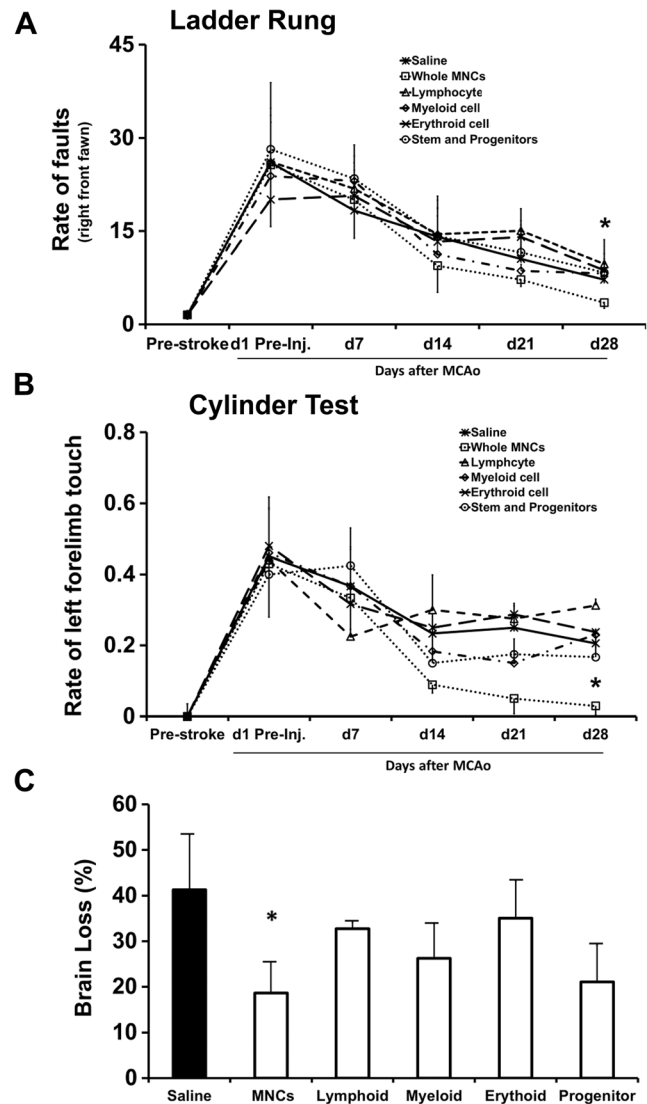 A
Ladder Rung
45
30
15
0
Rate of faults
(right front fawn)
Saline
Whole MNCs
Lymphocyte
Myeloid cell
Erythroid cell
Stem and Progenitors
*
Pre-stroke d1 Pre-Inj. d7 d14 d21 d28
Days after MCAo
B
Cylinder Test
0.8
0.6
0.4
0.2
0
Rate of left forelimb touch
Saline
Whole MNCs
Lymphcyte
Myeloid cell
Erythroid cell
Stem and Progenitors
*
Pre-stroke d1 Pre-Inj. d7 d14 d21 d28
Days after MCAo
C
60
50
40
30
20
10
0
Brain Loss (%)
*
Saline MNCs Lymphoid Myeloid Erythoid Progenitor